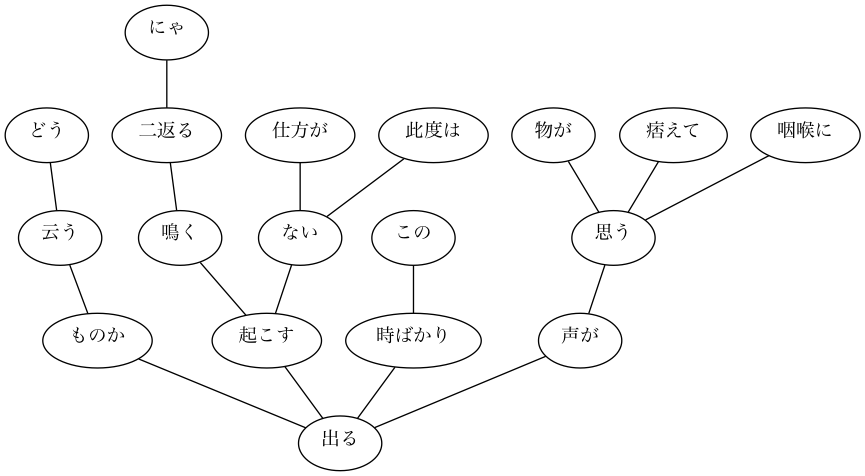 にゃ
どう 二返る 仕方が 此度は 物が 痞えて 咽喉に
云う 鳴く ない この 思う
ものか 起こす 時ばかり 声が
出る